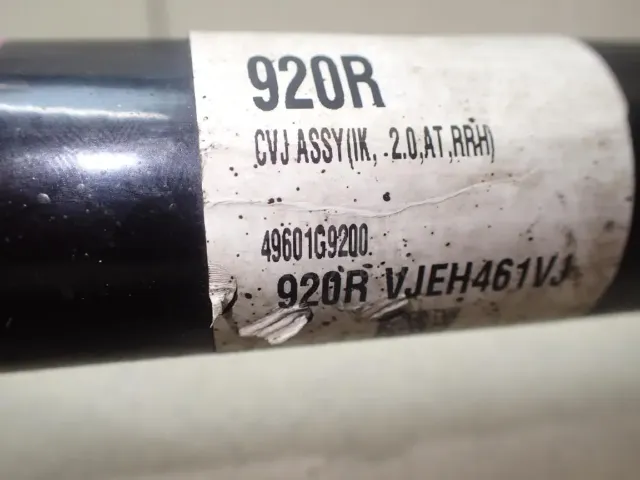 920R
CVJ ASSY(IK, 2.0,AT,RRH)
49601G9200
920R VJEH461VJ